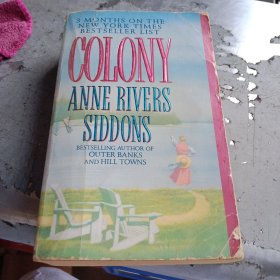 3 MONTHS ON THE
NEW YORK TIMES
BESTSELLER LIST
COLONY
ANNE RIVERS
SIDDONS
BESTSELLING AUTHOR OF
OUTER BANKS
AND HILL TOWNS